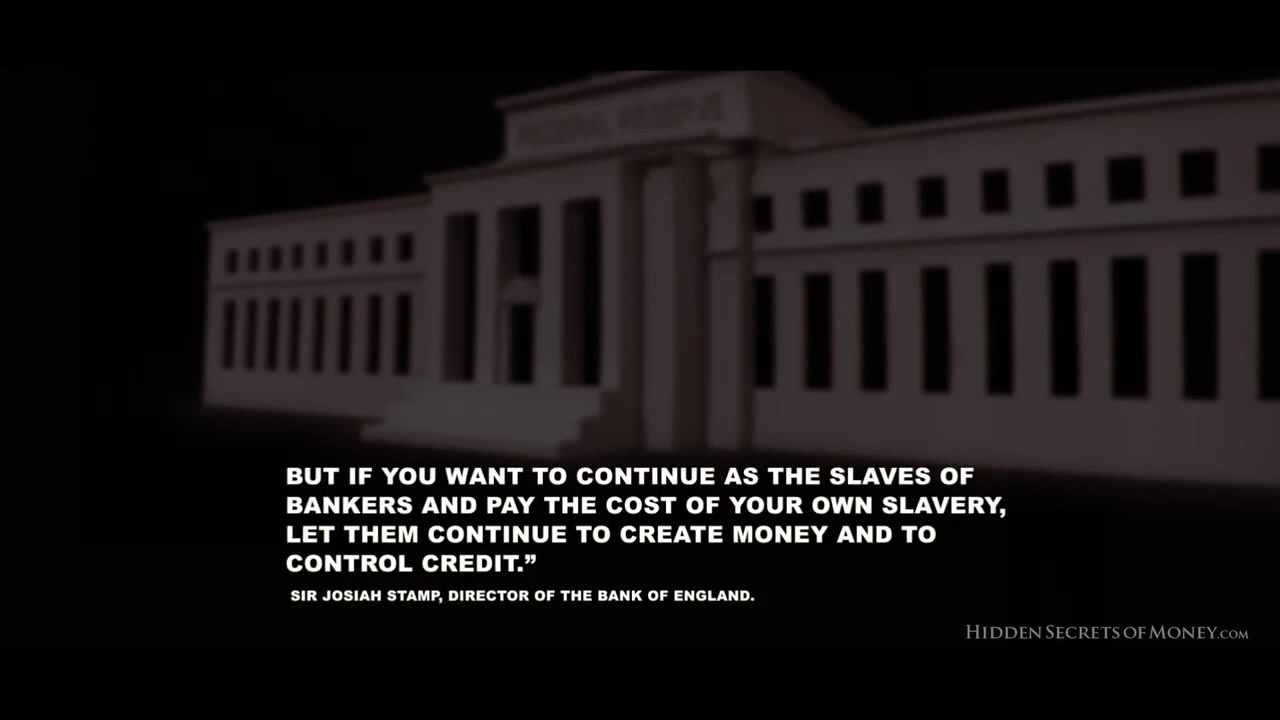 FEDERAL RESERVE
BUT IF YOU WANT TO CONTINUE AS THE SLAVES OF
BANKERS AND PAY THE COST OF YOUR OWN SLAVERY,
LET THEM CONTINUE TO CREATE MONEY AND TO
CONTROL CREDIT.”
SIR JOSIAH STAMP, DIRECTOR OF THE BANK OF ENGLAND.
HIDDEN SECRETS OF MONEY.COM